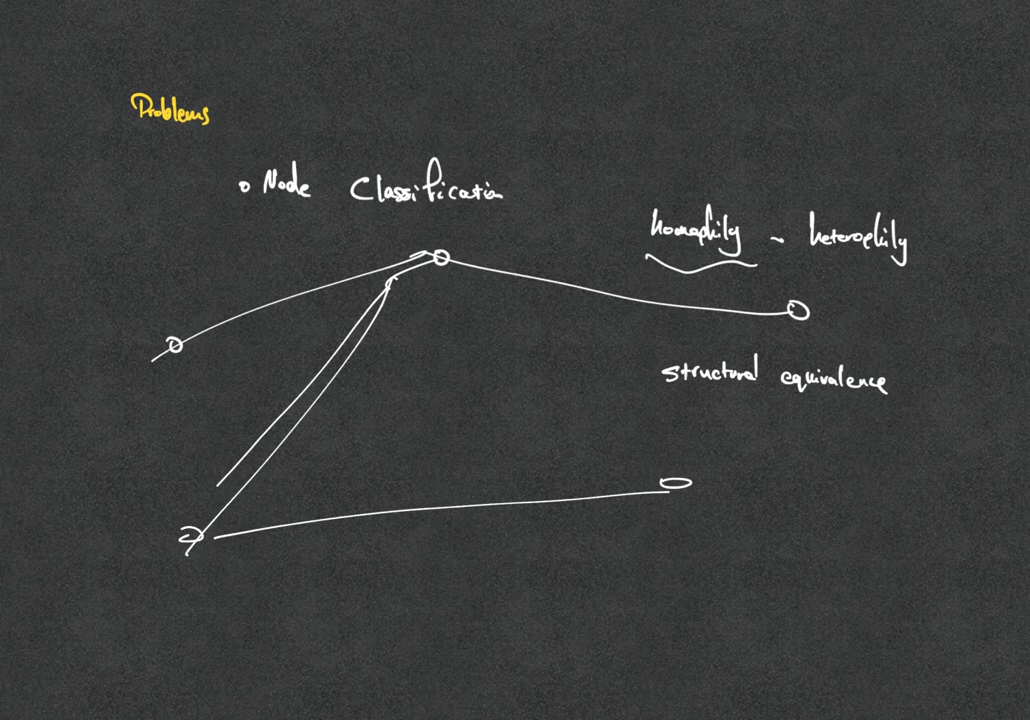 Problems
o Node Classification
homophily ~ heterophily
structural equivalence